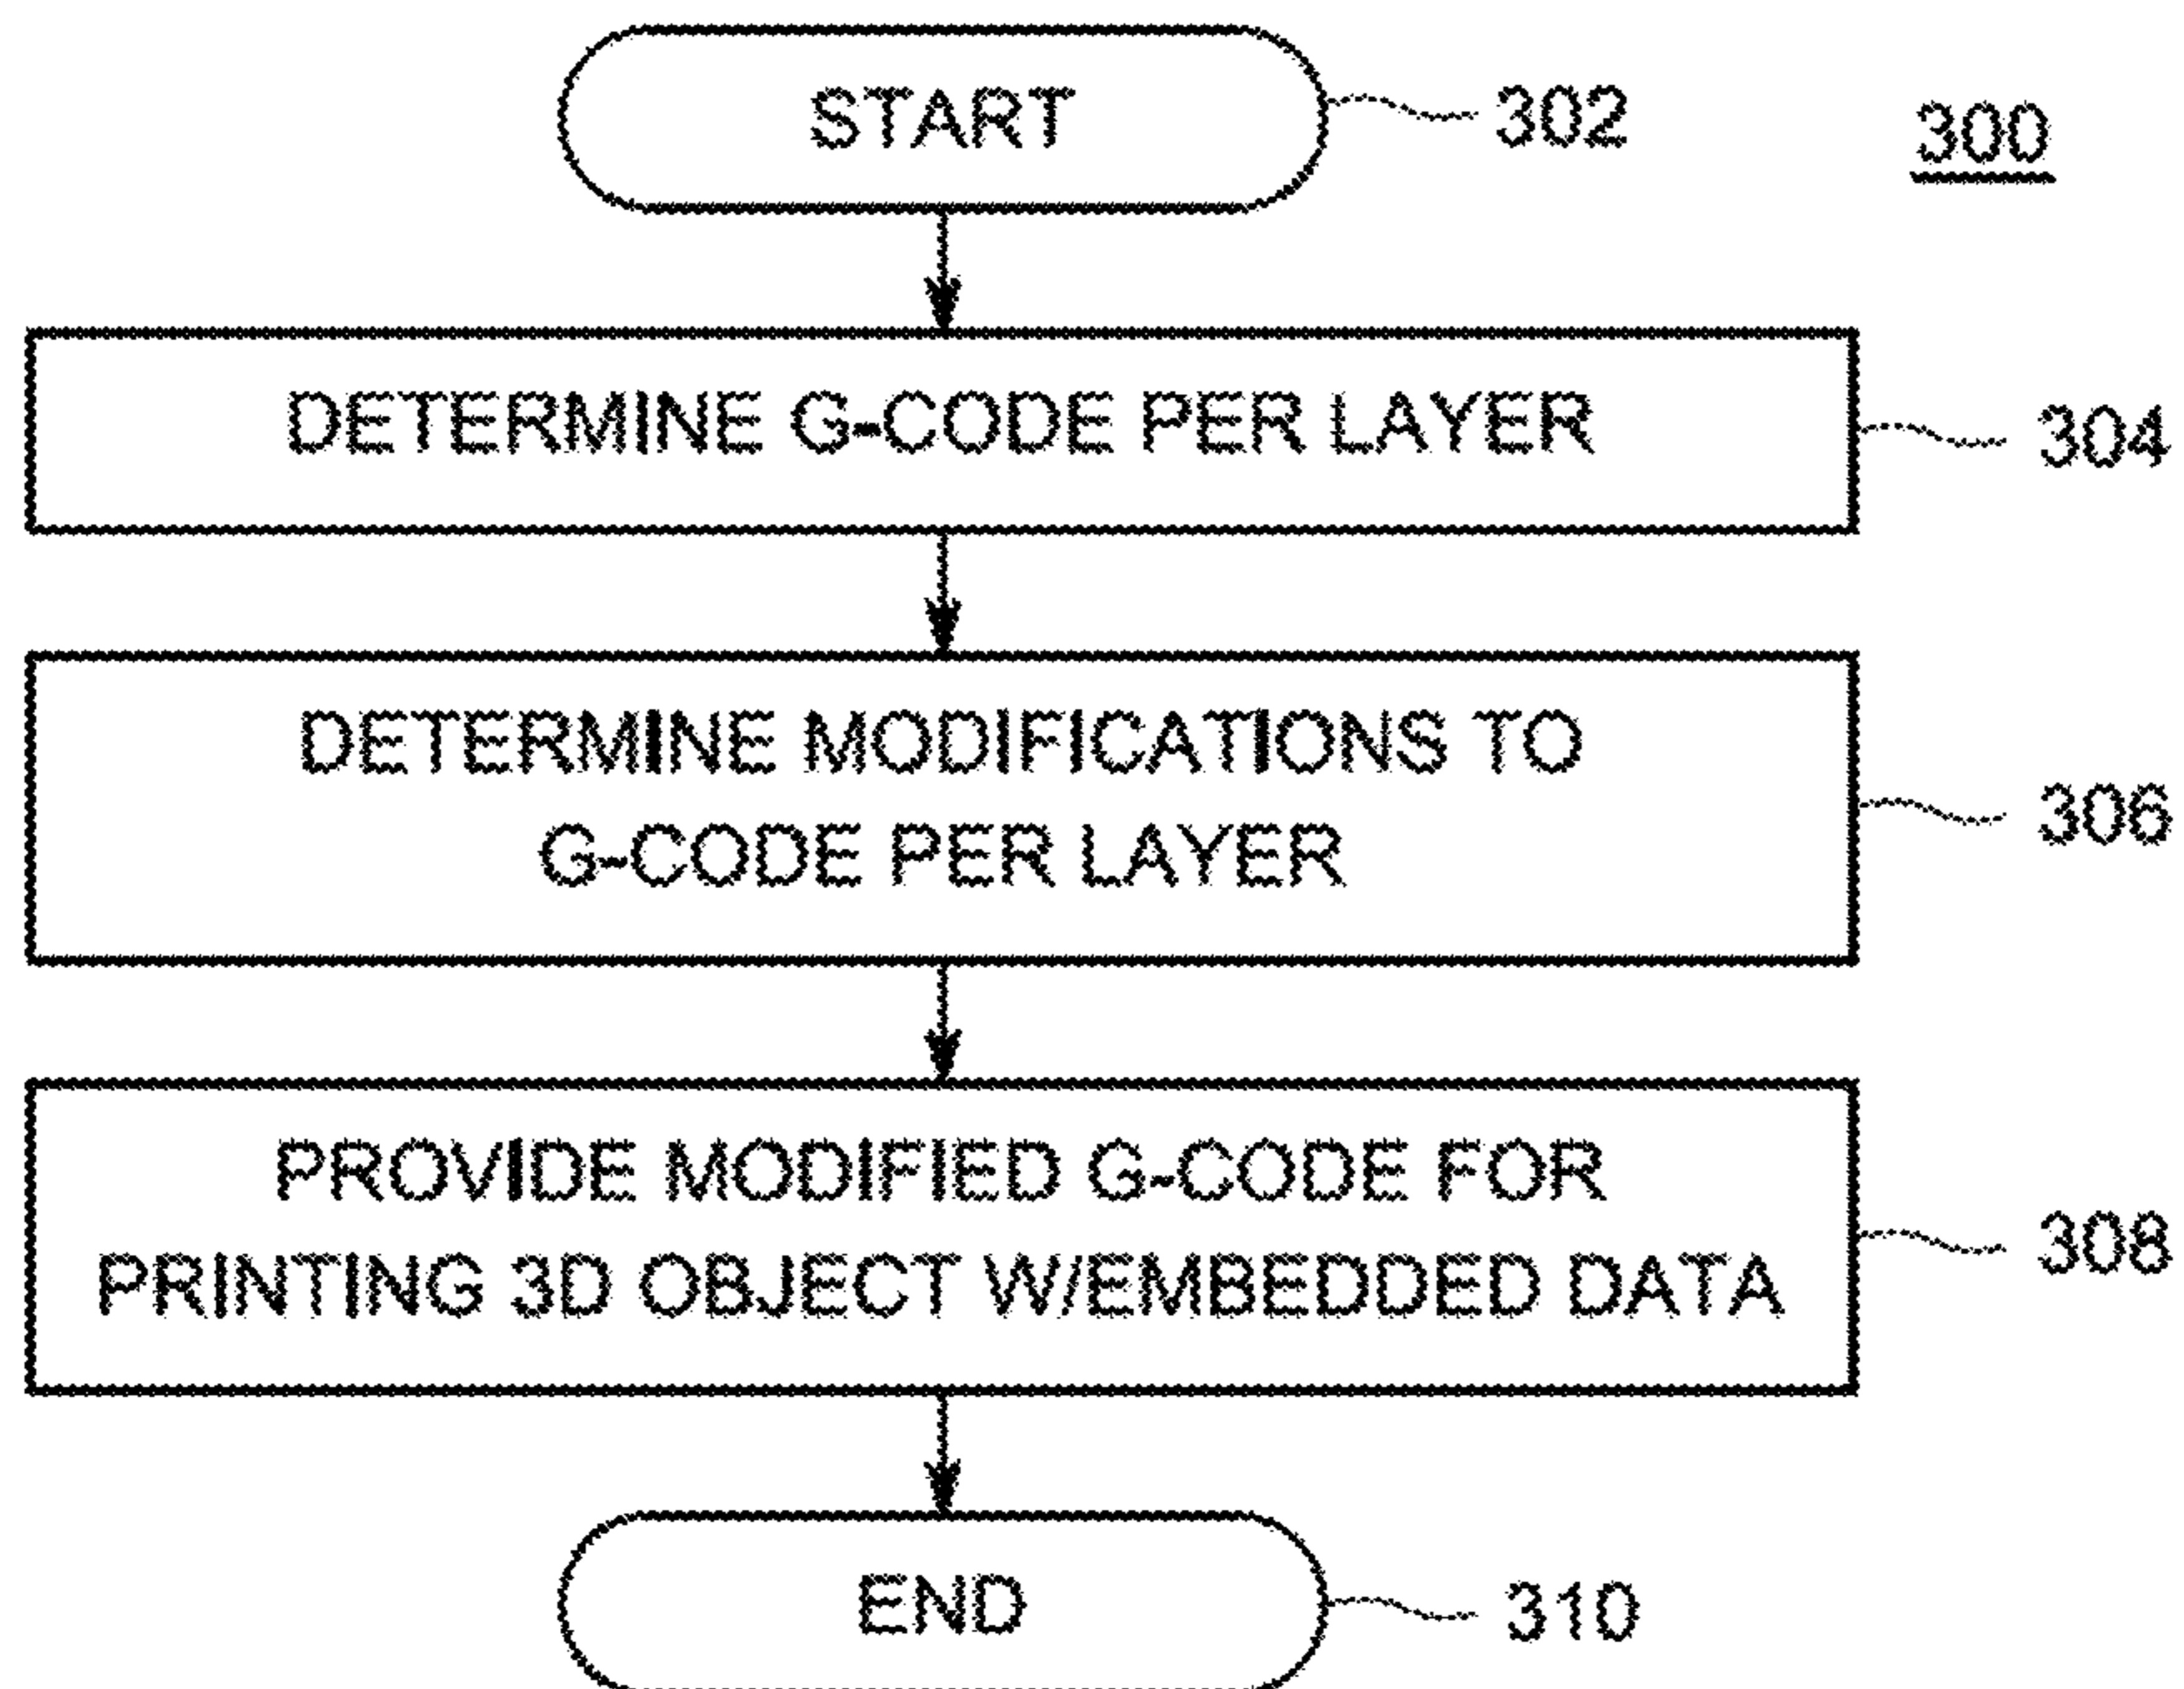 START
302
300
DETERMINE G-CODE PER LAYER
304
DETERMINE MODIFICATIONS TO
G-CODE PER LAYER
306
PROVIDE MODIFIED G-CODE FOR
PRINTING 3D OBJECT W/EMBEDDED DATA
308
END
310